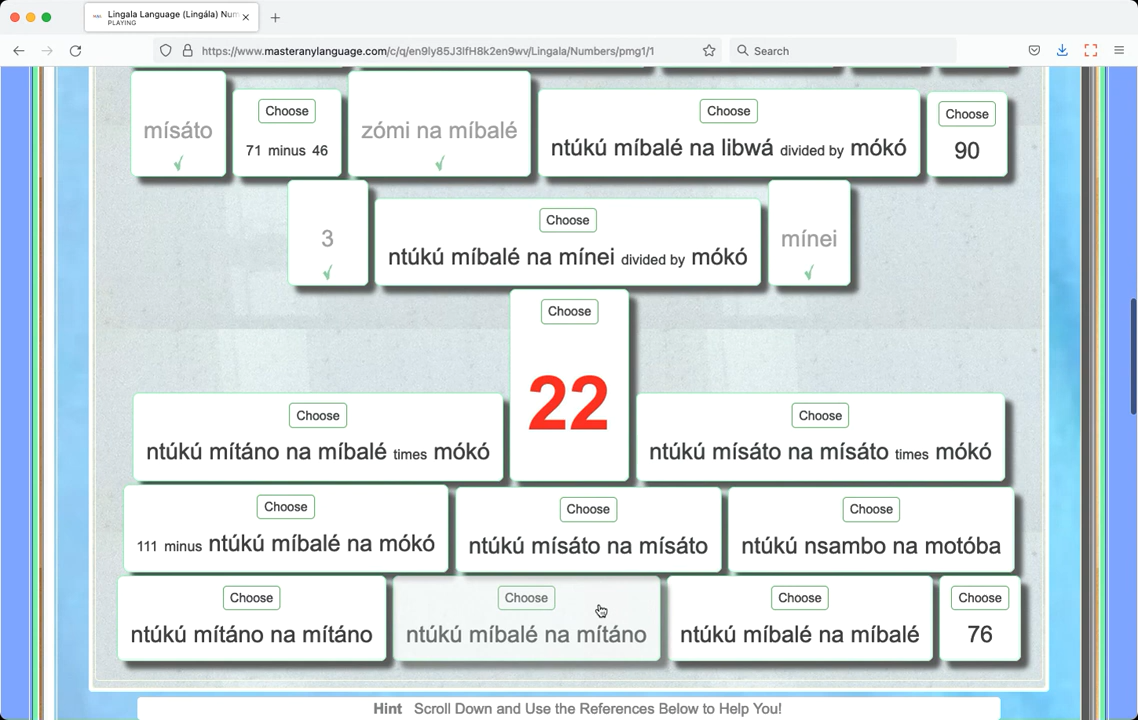 Lingala Language (Lingála) Num
PLAYING
https://www.masteranylanguage.com/c/q/en9ly85J3lfH8k2en9wv/Lingala/Numbers/pmg1/1
Search
mísáto
Choose
71 minus 46
zómi na míbalé
Choose
ntúkú míbalé na libwá divided by mókó
Choose
90
3
Choose
ntúkú míbalé na mínei divided by mókó
mínei
Choose
22
Choose
ntúkú mítáno na míbalé times mókó
Choose
ntúkú mísáto na mísáto times mókó
Choose
111 minus ntúkú míbalé na mókó
Choose
ntúkú mísáto na mísáto
Choose
ntúkú nsambo na motóba
Choose
ntúkú mítáno na mítáno
Choose
ntúkú míbalé na mítáno
Choose
ntúkú míbalé na míbalé
Choose
76
Hint Scroll Down and Use the References Below to Help You!